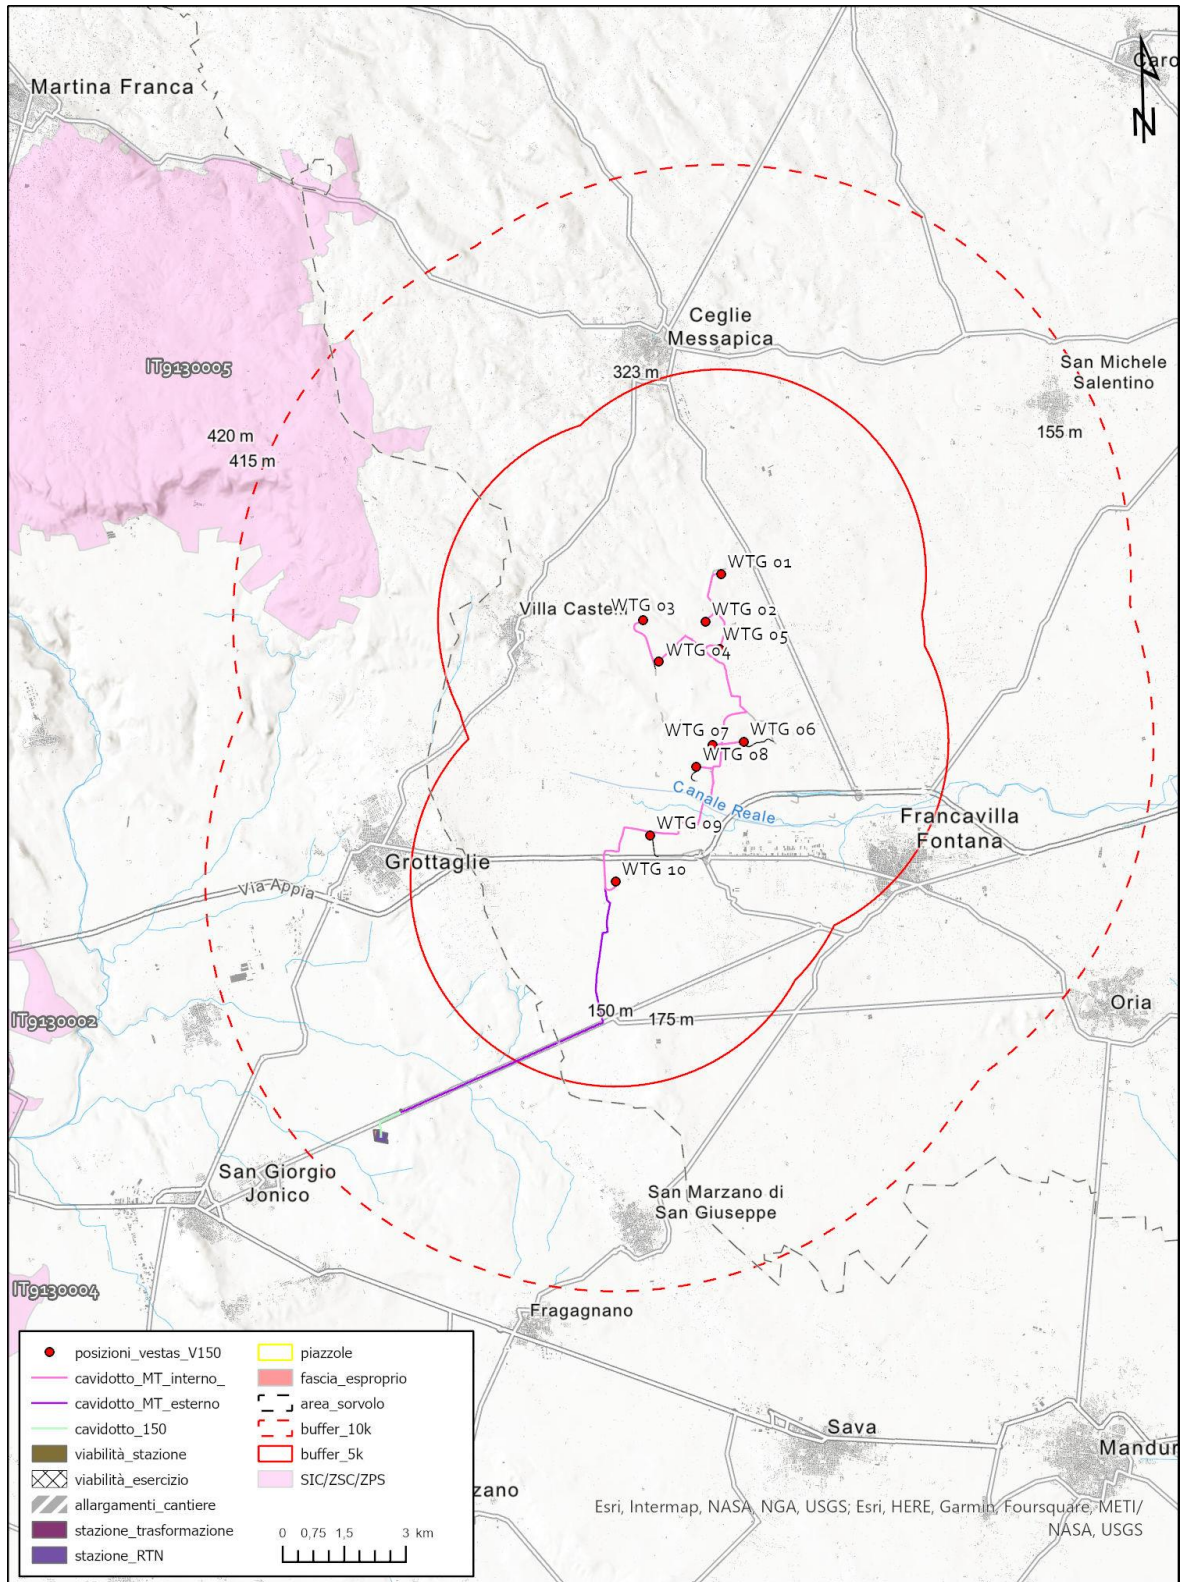 Martina Franca
Caro
N
Ceglie
Messapica
323 m
San Michele
Salentino
155 m
IT9130005
420 m
415 m
WTG 01
Villa Caste
WTG 03
WTG 02
WTG 05
WTG 04
WTG 07
WTG 06
WTG 08
Canale Reale
WTG 09
Francavilla
Fontana
Grottaglie
WTG 10
Via Appia
IT9130002
150 m
175 m
Oria
San Giorgio
Jonico
San Marzano di
San Giuseppe
IT9130004
Fragagnano
Sava
Mandur
zano
posizioni_vestas_V150
cavidotto_MT_interno_
cavidotto_MT_esterno
cavidotto_150
viabilità_stazione
viabilità_esercizio
allargamenti_cantiere
stazione_trasformazione
stazione_RTN
piazzole
fascia_esproprio
area_sorvolo
buffer_10k
buffer_5k
SIC/ZSC/ZPS
0 0,75 1,5 3 km
Esri, Intermap, NASA, NGA, USGS; Esri, HERE, Garmin, Foursquare, METI/
NASA, USGS